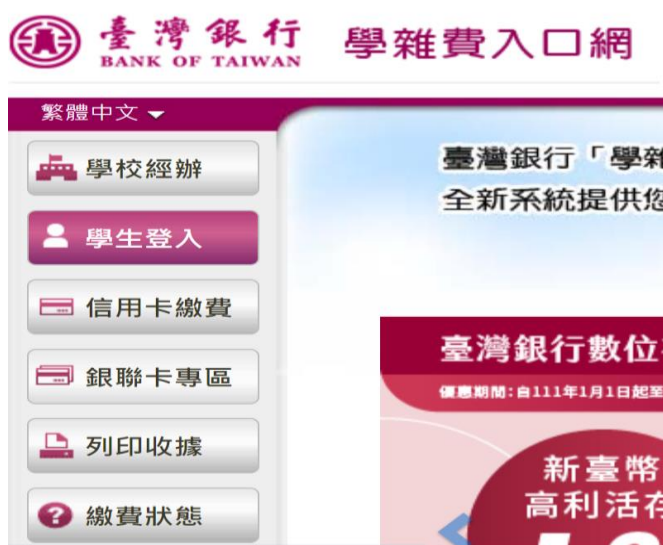 臺灣銀行 學雜費入口網
BANK OF TAIWAN
繁體中文
學校經辦
學生登入
信用卡繳費
銀聯卡專區
列印收據
繳費狀態
臺灣銀行「學雜
全新系統提供您
臺灣銀行數位
優惠期間:自111年1月1日起至
新臺幣
高利活存